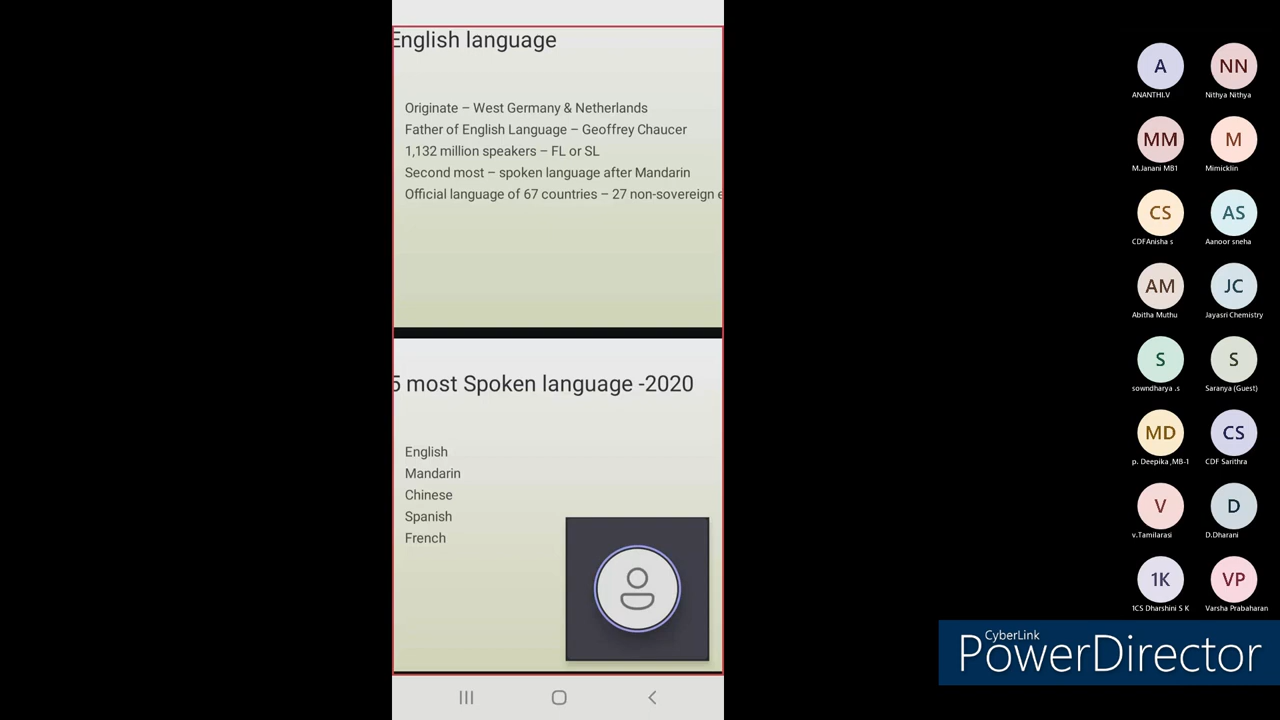 English language
Originate – West Germany & Netherlands
Father of English Language – Geoffrey Chaucer
1,132 million speakers – FL or SL
Second most – spoken language after Mandarin
Official language of 67 countries – 27 non-sovereign e
5 most Spoken language -2020
English
Mandarin
Chinese
Spanish
French
A
ANANTHI.V
NN
Nithya Nithya
MM
M.Janani MB1
M
Mimicklin
CS
CDFAnisha s
AS
Aanoor sneha
AM
Abitha Muthu
JC
Jayasri Chemistry
S
sowndharya .s
S
Saranya (Guest)
MD
p. Deepika ,MB-1
CS
CDF Sarithra
V
v.Tamilarasi
D
D.Dharani
1K
1CS Dharshini S K
VP
Varsha Prabaharan
CyberLink
PowerDirector